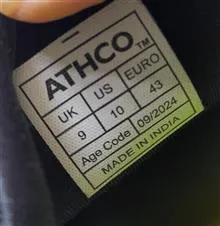 ATHCO™
UK US EURO
9 10 43
Age Code 09/2024
MADE IN INDIA